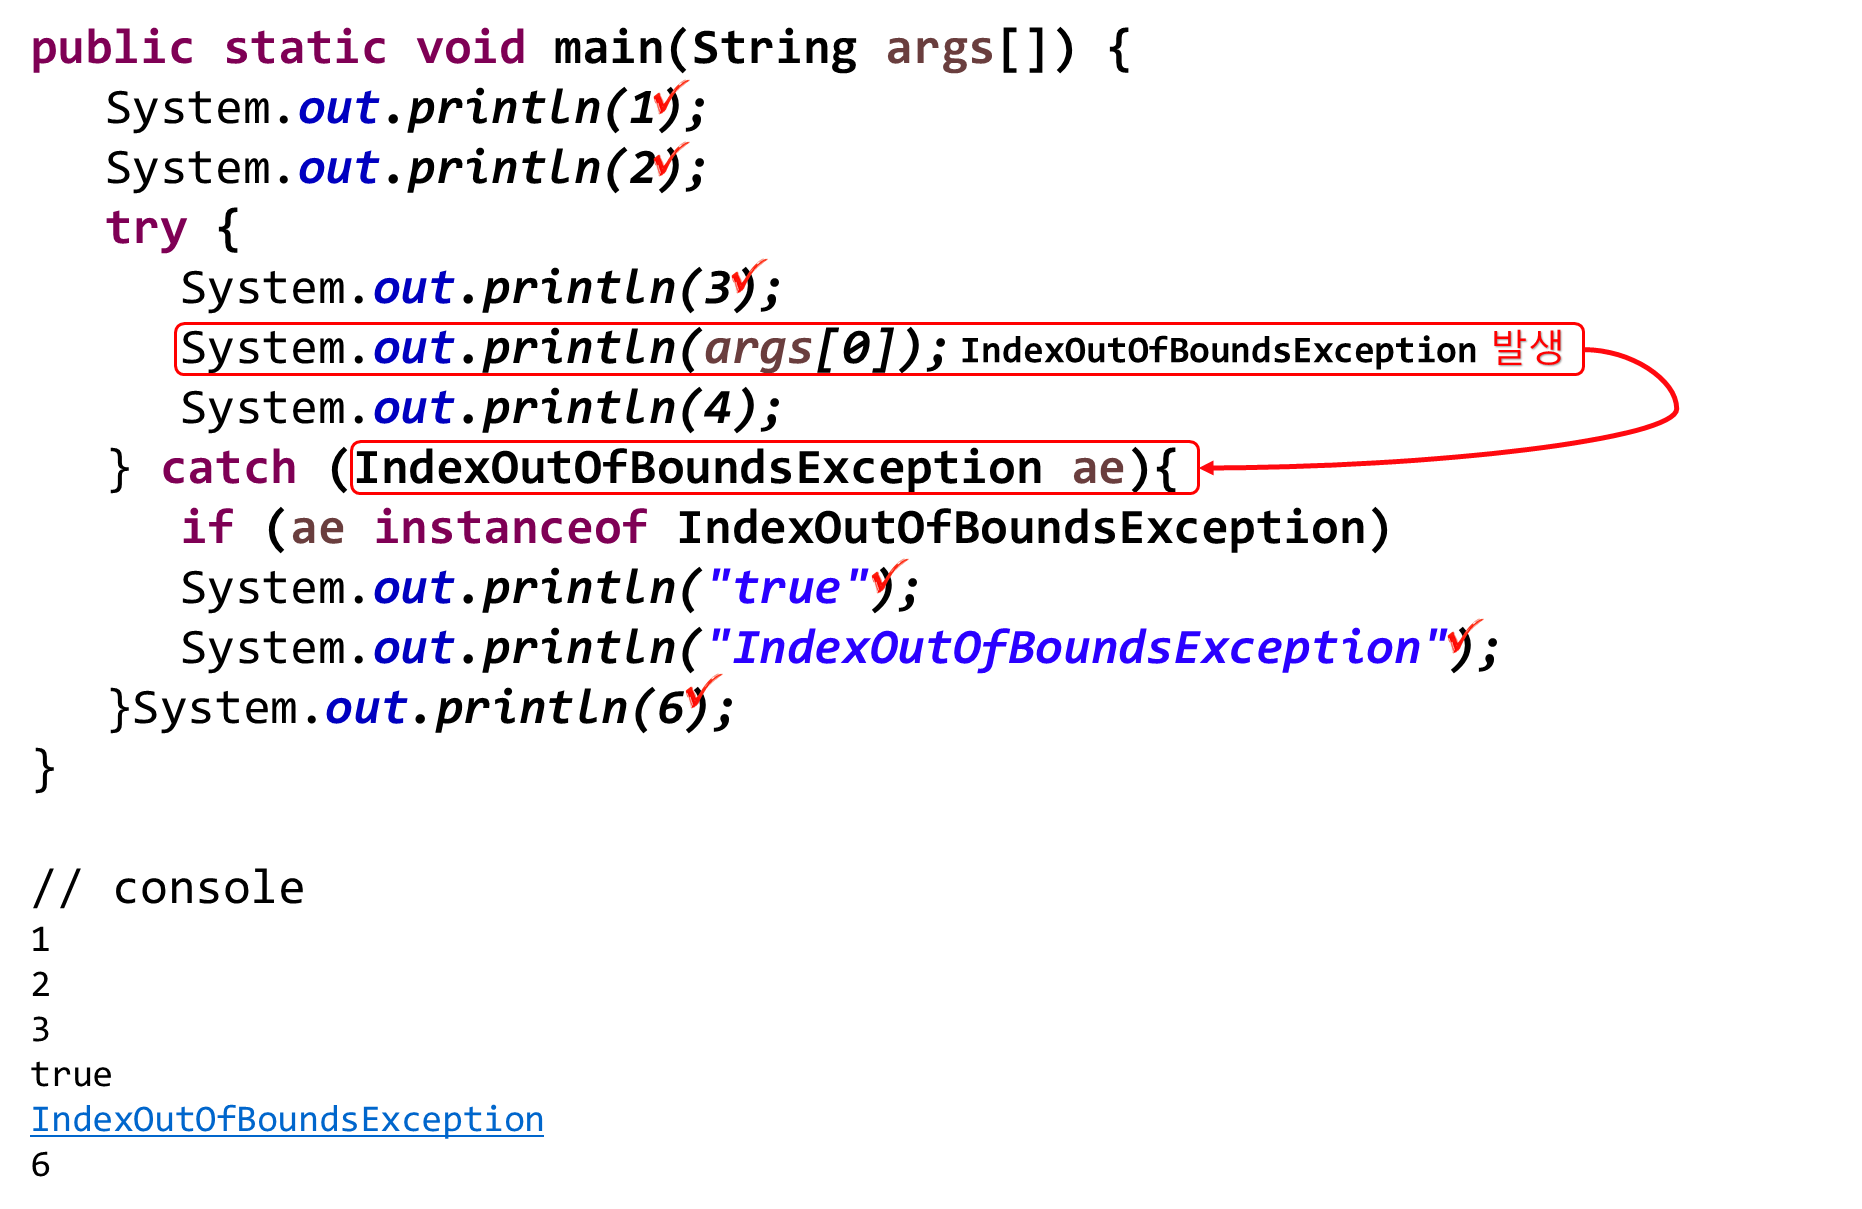 public static void main(String args[]) {
System.out.println(1);
System.out.println(2);
try {
System.out.println(3);
System.out.println(args[0]); IndexOutOfBoundsException 발생
System.out.println(4);
} catch (IndexOutOfBoundsException ae){
if (ae instanceof IndexOutOfBoundsException)
System.out.println("true");
System.out.println("IndexOutOfBoundsException");
}System.out.println(6);
}
// console
1
2
3
true
IndexOutOfBoundsException
6